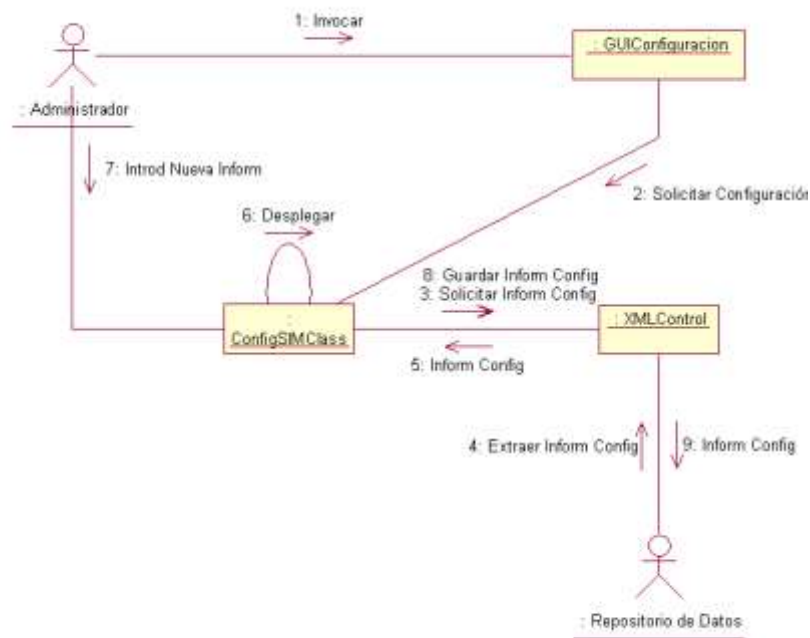 1: Invocar
: GUIConfiguracion
: Administrador
7: Introd Nueva Inform
2: Solicitar Configuración
6: Desplegar
8: Guardar Inform Config
3: Solicitar Inform Config
:
ConfigSIMClass
: XMLControl
5: Inform Config
4: Extraer Inform Config
9: Inform Config
: Repositorio de Datos